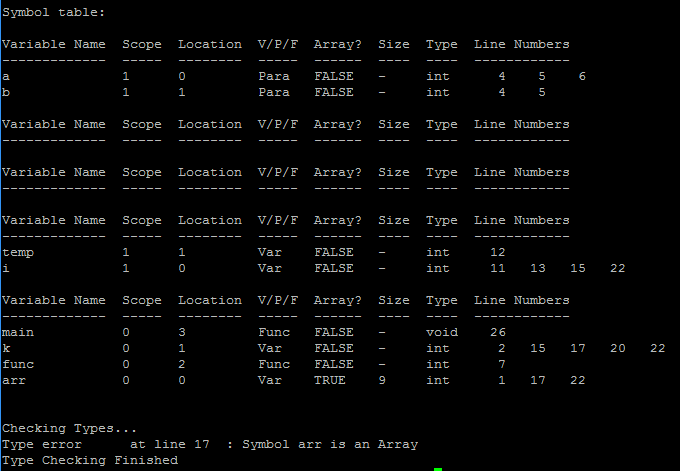 Symbol table:
Variable Name  Scope  Location  V/P/F  Array?  Size  Type  Line Numbers
-------------  -----  --------  -----  ------  ----  ----  ------------
a              1      0         Para   FALSE   -     int      4    5    6
b              1      1         Para   FALSE   -     int      4    5
Variable Name  Scope  Location  V/P/F  Array?  Size  Type  Line Numbers
-------------  -----  --------  -----  ------  ----  ----  ------------
Variable Name  Scope  Location  V/P/F  Array?  Size  Type  Line Numbers
-------------  -----  --------  -----  ------  ----  ----  ------------
Variable Name  Scope  Location  V/P/F  Array?  Size  Type  Line Numbers
-------------  -----  --------  -----  ------  ----  ----  ------------
temp           1      1         Var    FALSE   -     int     12
i              1      0         Var    FALSE   -     int     11   13   15   22
Variable Name  Scope  Location  V/P/F  Array?  Size  Type  Line Numbers
-------------  -----  --------  -----  ------  ----  ----  ------------
main           0      3         Func   FALSE   -     void    26
k              0      1         Var    FALSE   -     int      2   15   17   20   22
func           0      2         Func   FALSE   -     int      7
arr            0      0         Var    TRUE    9     int      1   17   22
Checking Types...
Type error      at line 17  : Symbol arr is an Array
Type Checking Finished